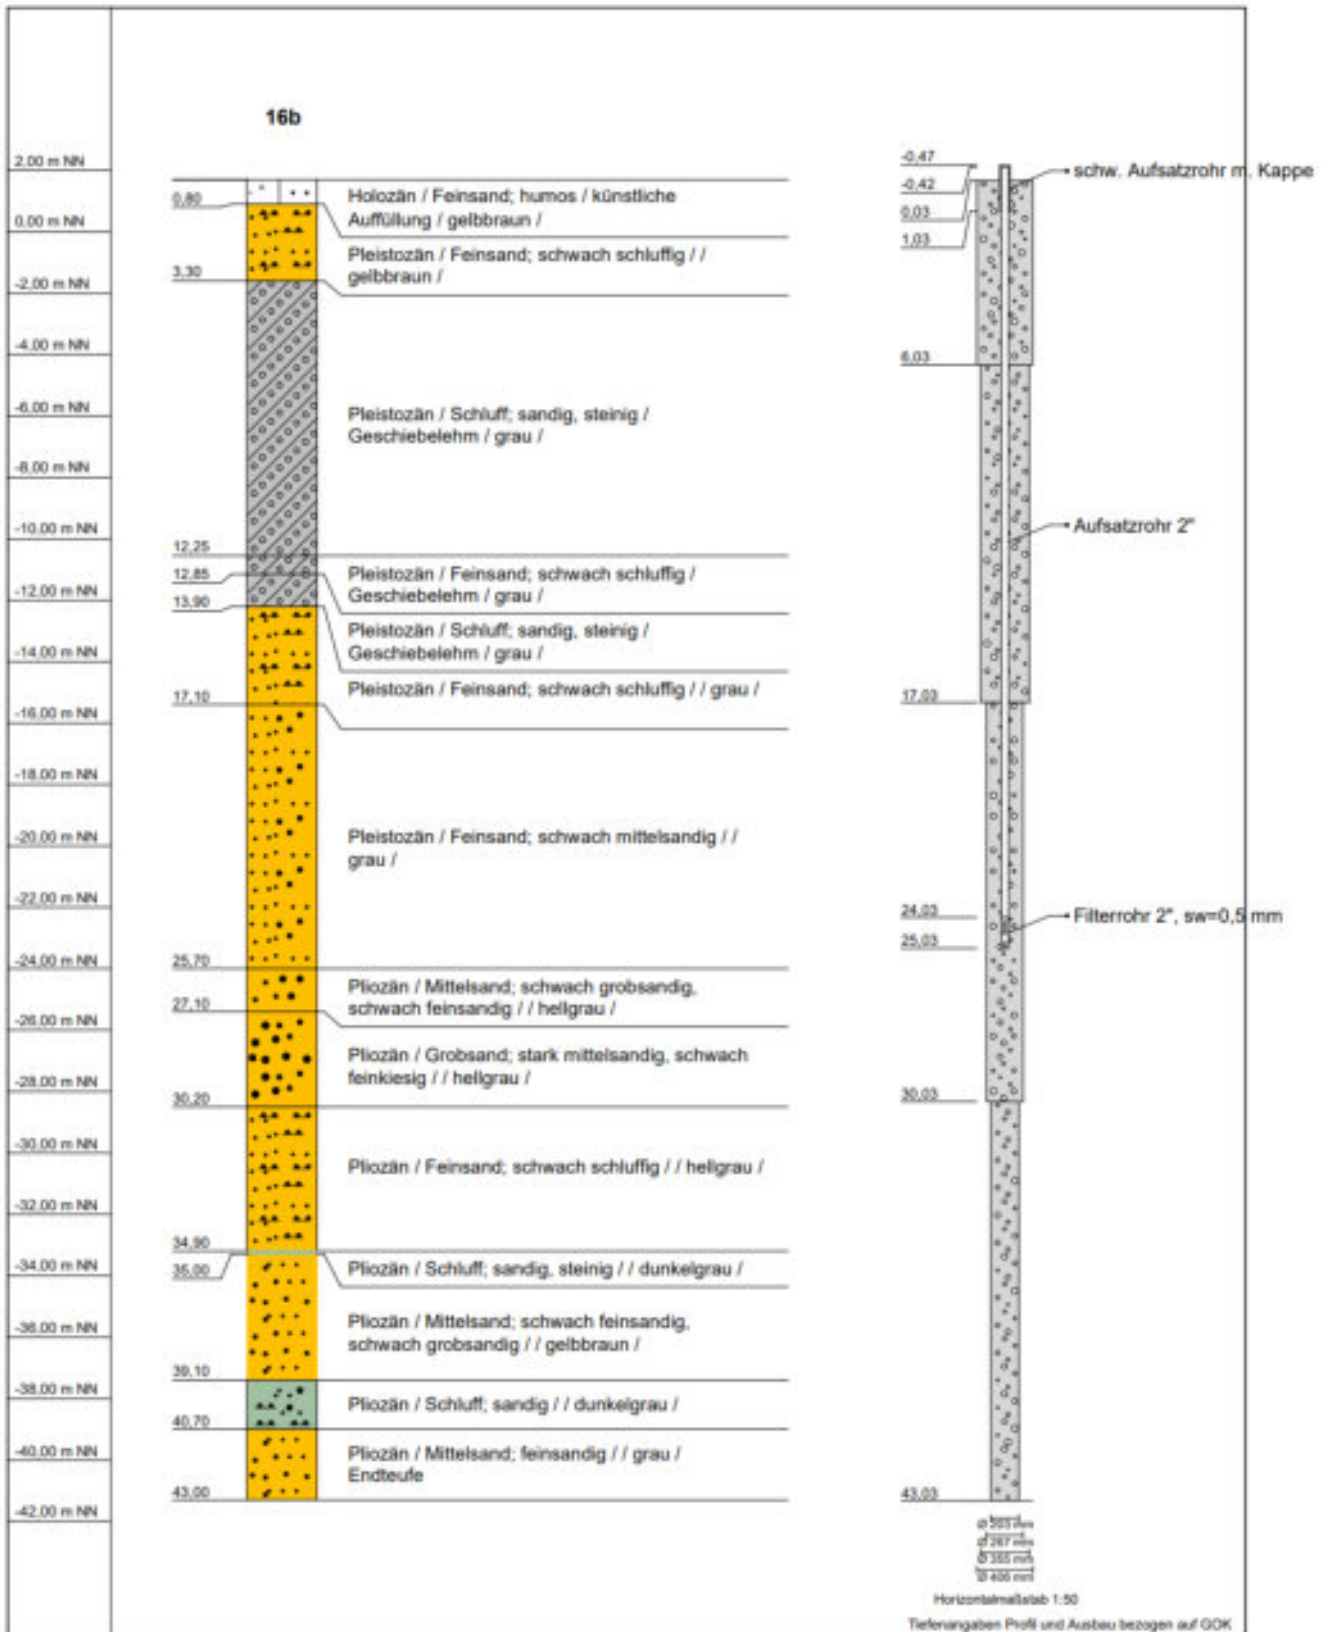 16b
2.00 m NN
0.00 m NN
-2.00 m NN
-4.00 m NN
-6.00 m NN
-8.00 m NN
-10.00 m NN
-12.00 m NN
-14.00 m NN
-16.00 m NN
-18.00 m NN
-20.00 m NN
-22.00 m NN
-24.00 m NN
-26.00 m NN
-28.00 m NN
-30.00 m NN
-32.00 m NN
-34.00 m NN
-36.00 m NN
-38.00 m NN
-40.00 m NN
-42.00 m NN
0,80
Holozän / Feinsand; humos / künstliche
Auffüllung / gelbbraun /
3,30
Pleistozän / Feinsand; schwach schluffig / /
gelbbraun /
Pleistozän / Schluff; sandig, steinig /
Geschiebelehm / grau /
12,25
12,85
Pleistozän / Feinsand; schwach schluffig /
Geschiebelehm / grau /
13,90
Pleistozän / Schluff; sandig, steinig /
Geschiebelehm / grau /
17,10
Pleistozän / Feinsand; schwach schluffig / / grau /
Pleistozän / Feinsand; schwach mittelsandig / /
grau /
25,70
Pliozän / Mittelsand; schwach grobsandig,
schwach feinsandig / / hellgrau /
27,10
Pliozän / Grobsand; stark mittelsandig, schwach
feinkiesig / / hellgrau /
30,20
Pliozän / Feinsand; schwach schluffig / / hellgrau /
34,90
35,00
Pliozän / Schluff; sandig, steinig / / dunkelgrau /
Pliozän / Mittelsand; schwach feinsandig,
schwach grobsandig / / gelbbraun /
39,10
Pliozän / Schluff; sandig / / dunkelgrau /
40,70
Pliozän / Mittelsand; feinsandig / / grau /
Endteufe
43,00
-0,47
schw. Aufsatzrohr m. Kappe
-0,42
0,03
1,03
6,03
Aufsatzrohr 2"
17,03
24,03
Filterrohr 2", sw=0,5 mm
25,03
30,03
43,03
Ø 203 mm
Ø 267 mm
Ø 355 mm
Ø 406 mm
Horizontalmaßstab 1:50
Tiefenangaben Profil und Ausbau bezogen auf GOK